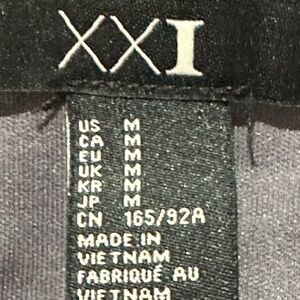 XXI
US M
CA M
EU M
UK M
KR M
JP M
CN 165/92A
MADE IN
VIETNAM
FABRIQUÉ AU
VIETNAM